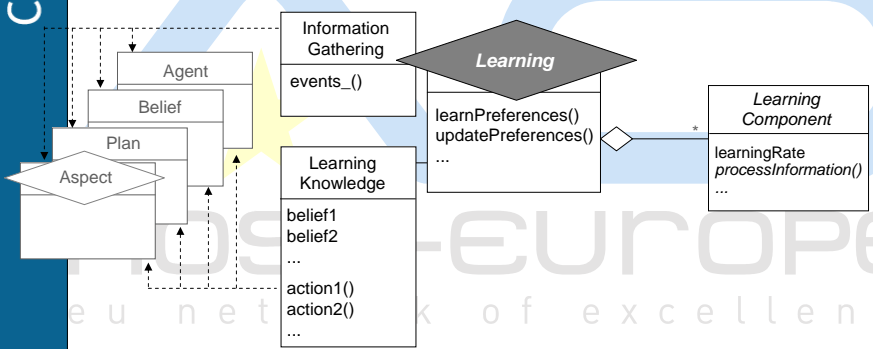 Information
Gathering
events_()
Agent
Belief
Plan
Aspect
Learning
learnPreferences()
updatePreferences()
...
Learning
Component
learningRate
processInformation()
...
*
Learning
Knowledge
belief1
belief2
...
action1()
action2()
...